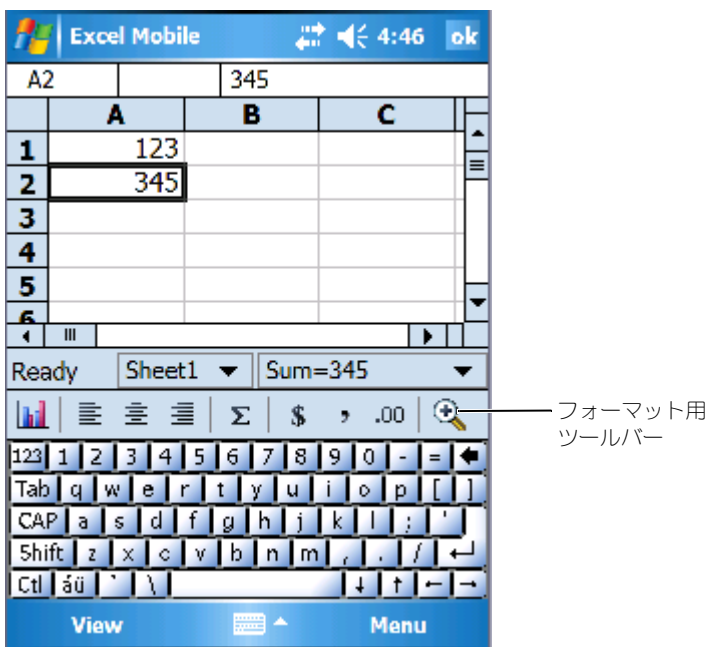 Excel Mobile 4:46 ok
A2 345
A B C
1 123
2 345
3
4
5
6
Ready Sheet1 Sum=345
Σ $ , .00
フォーマット用
ツールバー
123 1 2 3 4 5 6 7 8 9 0 - =
Tab q w e r t y u i o p [ ]
CAP a s d f g h j k l ; '
Shift z x c v b n m , . /
Ctl áü ` \ ↓ ↑ ← →
View Menu